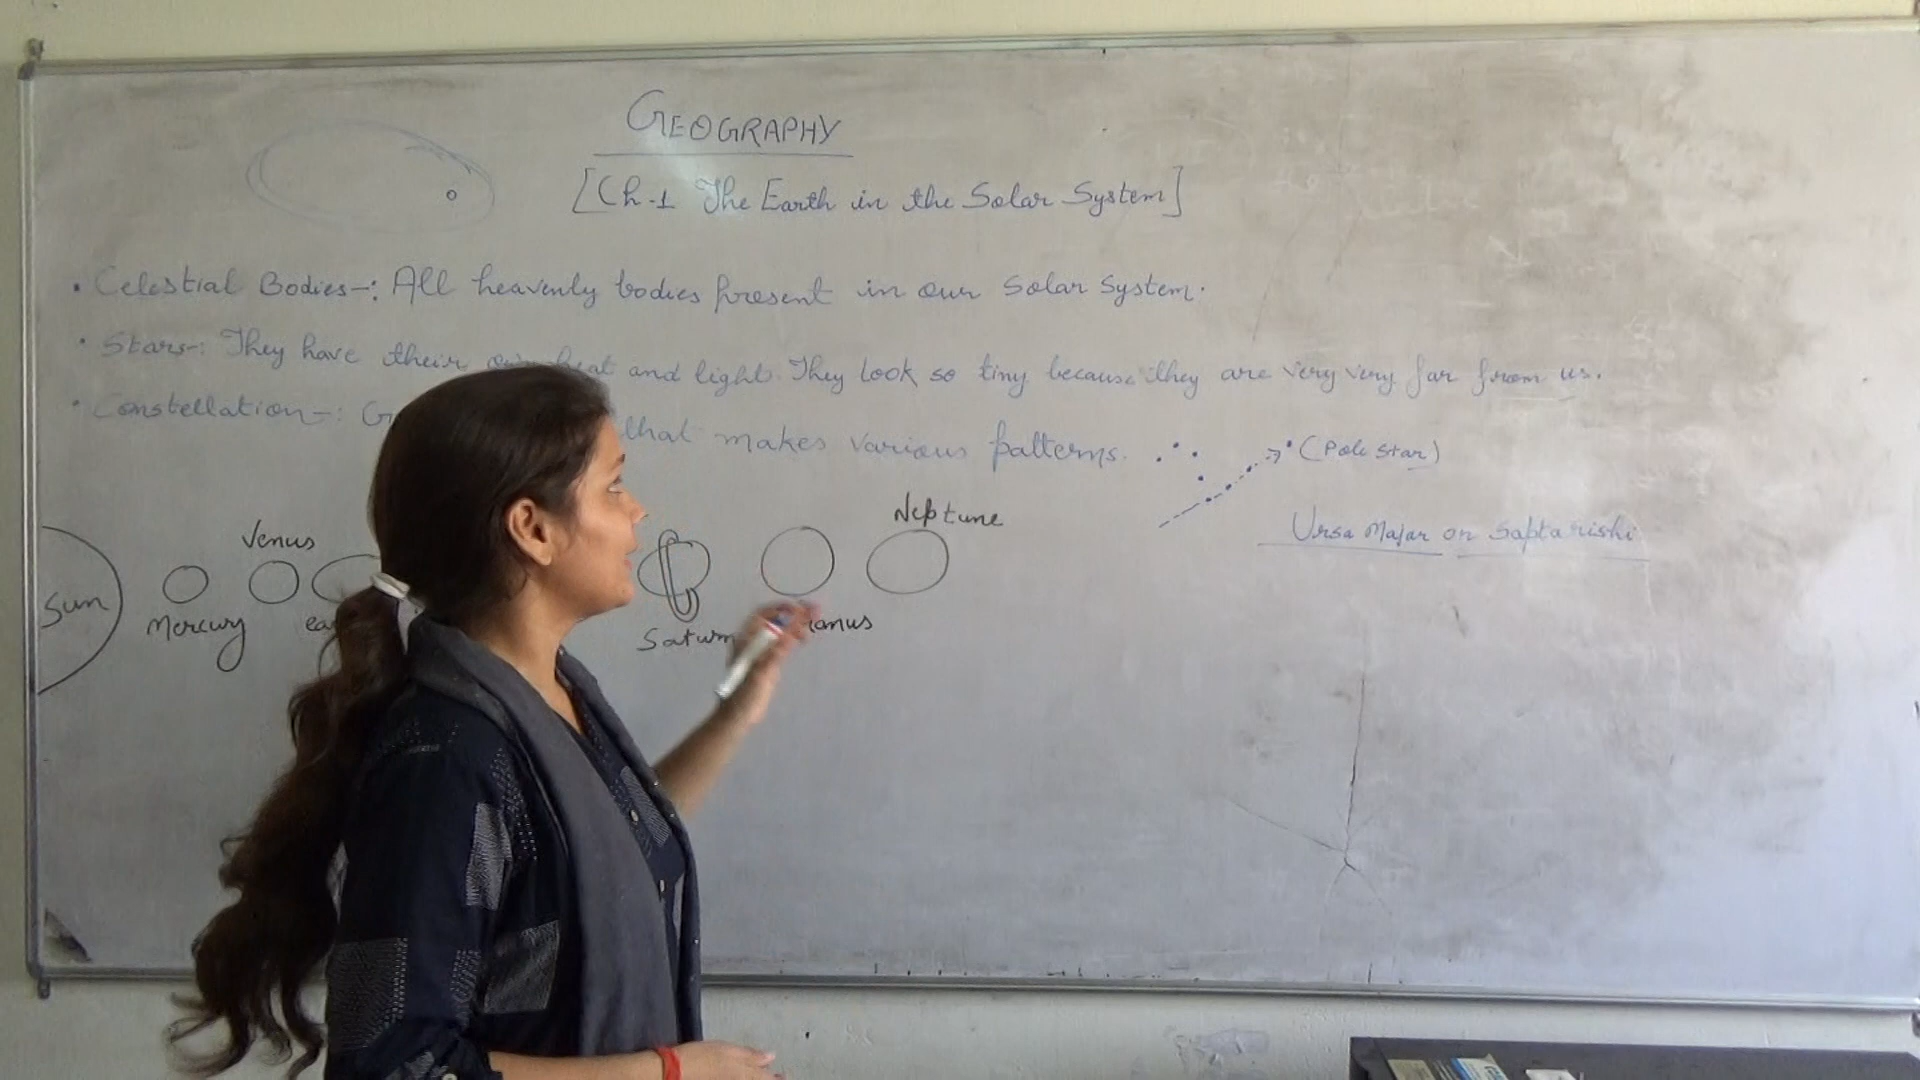 GEOGRAPHY
[Ch-1 The Earth in the Solar System]
• Celestial Bodies-: All heavenly bodies present in our Solar System.
• Stars-: They have their own heat and light. They look so tiny because they are very very far from us.
• Constellation-: that makes various patterns. (Pole Star)
Ursa Major or Saptarishi
Neptune
Venus
Sun
Mercury
Saturn